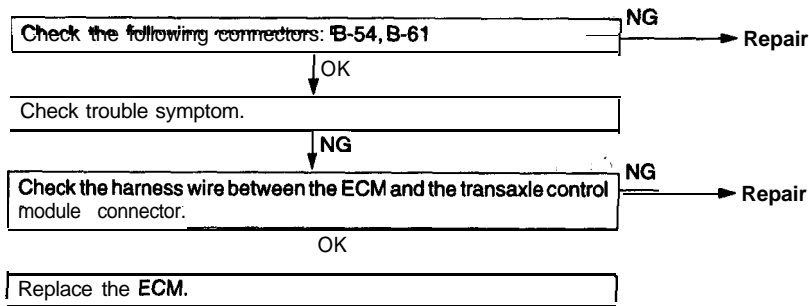 Check the following connectors: B-54, B-61
NG
Repair
OK
Check trouble symptom.
NG
Check the harness wire between the ECM and the transaxle control
module connector.
NG
Repair
OK
Replace the ECM.